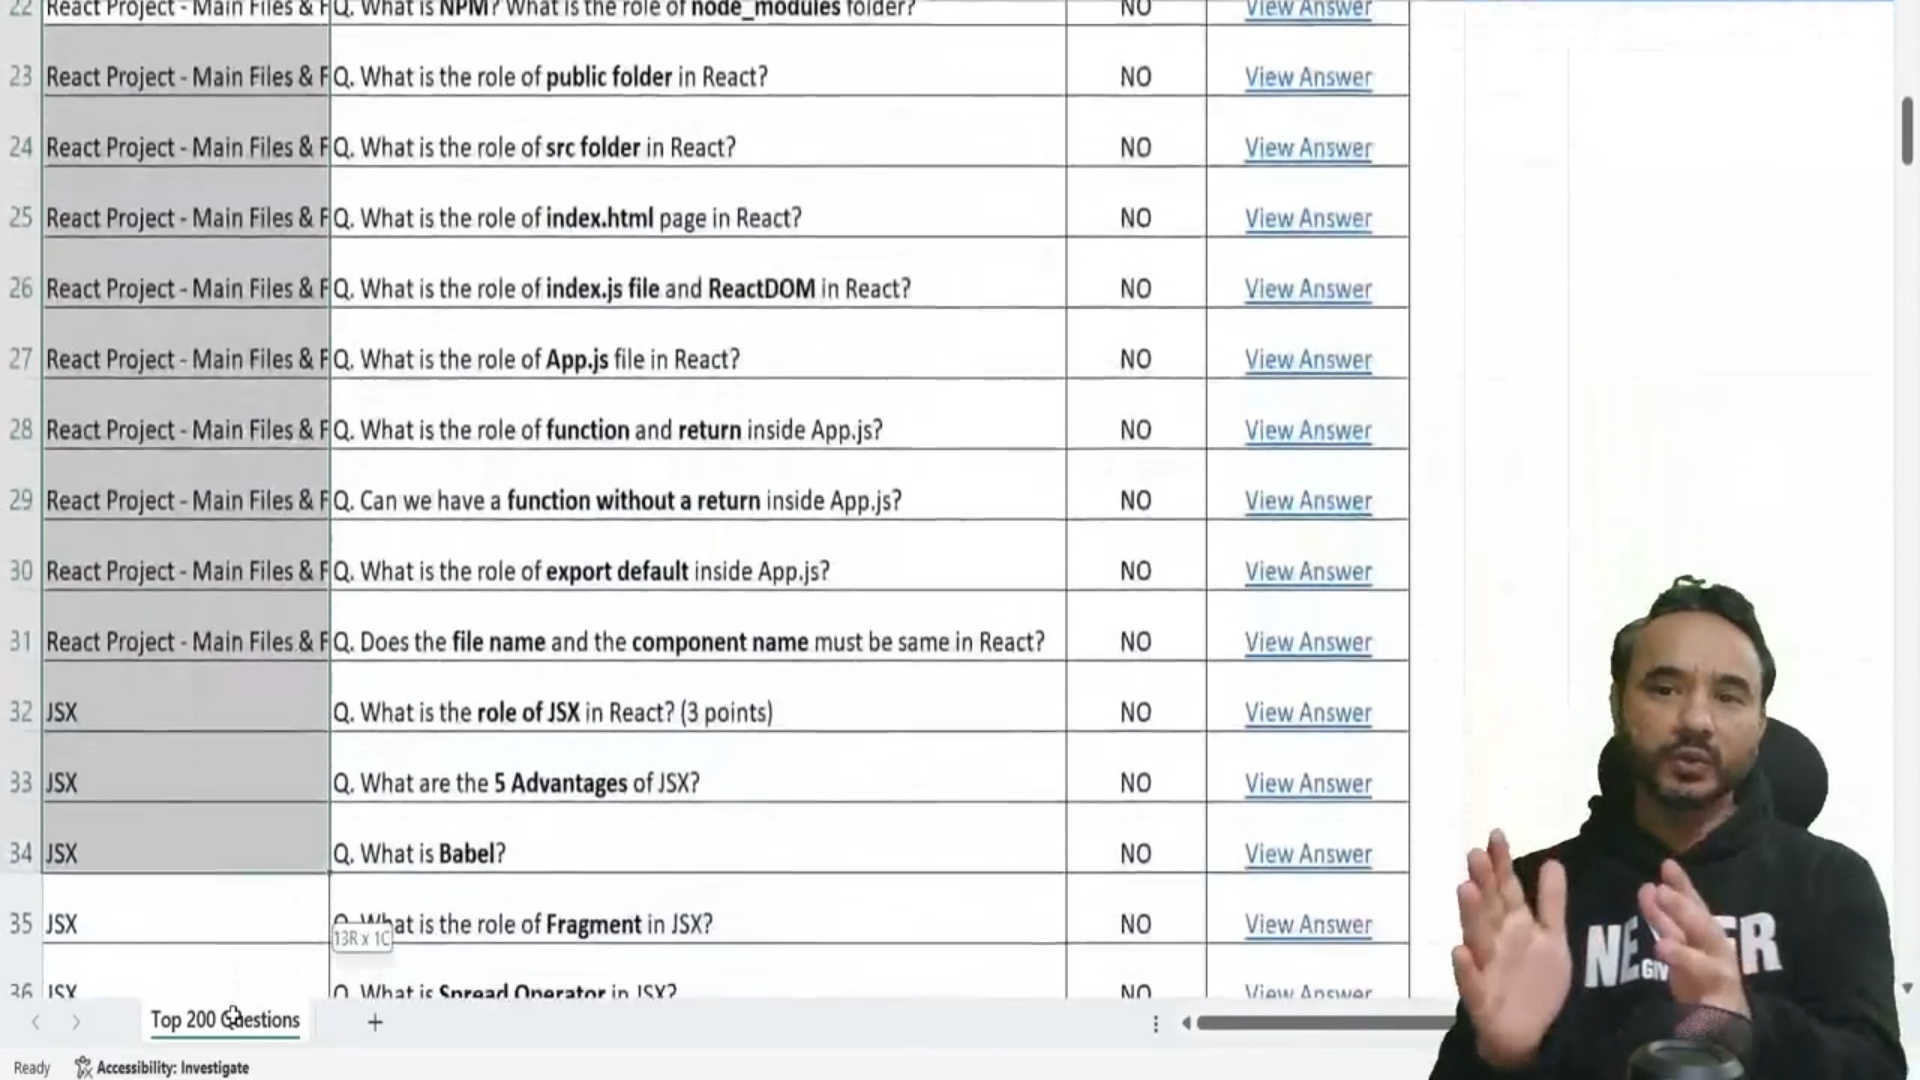 22 React Project - Main Files & F Q. What is NPM? What is the role of node_modules folder? NO View Answer
23 React Project - Main Files & F Q. What is the role of public folder in React? NO View Answer
24 React Project - Main Files & F Q. What is the role of src folder in React? NO View Answer
25 React Project - Main Files & F Q. What is the role of index.html page in React? NO View Answer
26 React Project - Main Files & F Q. What is the role of index.js file and ReactDOM in React? NO View Answer
27 React Project - Main Files & F Q. What is the role of App.js file in React? NO View Answer
28 React Project - Main Files & F Q. What is the role of function and return inside App.js? NO View Answer
29 React Project - Main Files & F Q. Can we have a function without a return inside App.js? NO View Answer
30 React Project - Main Files & F Q. What is the role of export default inside App.js? NO View Answer
31 React Project - Main Files & F Q. Does the file name and the component name must be same in React? NO View Answer
32 JSX Q. What is the role of JSX in React? (3 points) NO View Answer
33 JSX Q. What are the 5 Advantages of JSX? NO View Answer
34 JSX Q. What is Babel? NO View Answer
35 JSX Q. What is the role of Fragment in JSX? NO View Answer
13R x 1C
36 JSX Q. What is Spread Operator in JSX? NO View Answer
Top 200 Questions
Ready Accessibility: Investigate
GIV